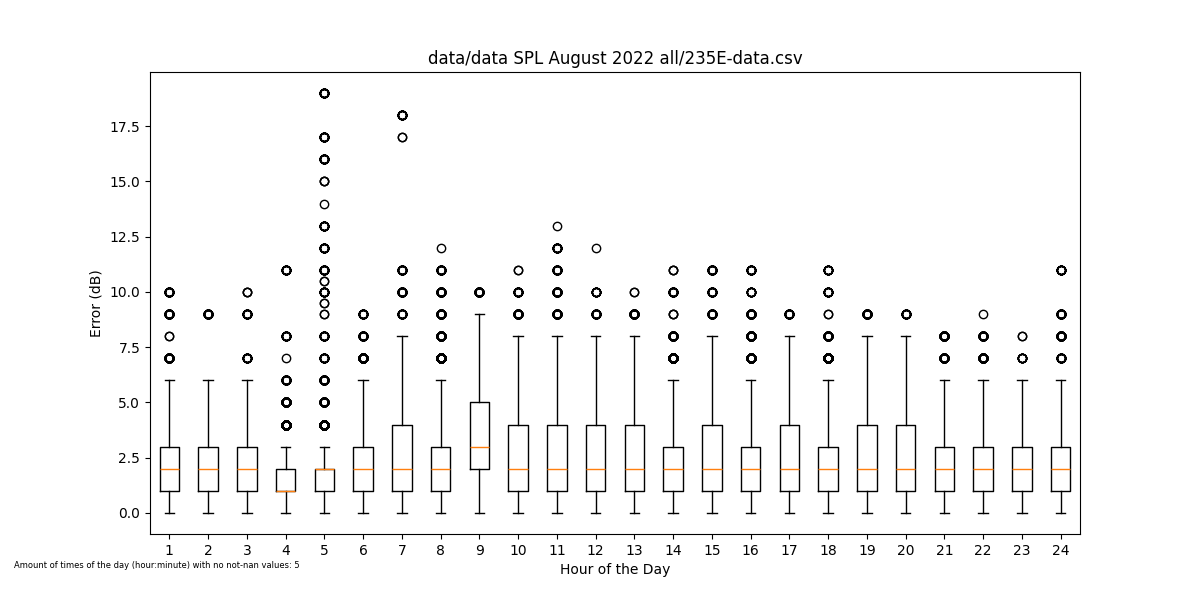 data/data SPL August 2022 all/235E-data.csv
Error (dB)
17.5
15.0
12.5
10.0
7.5
5.0
2.5
0.0
1 2 3 4 5 6 7 8 9 10 11 12 13 14 15 16 17 18 19 20 21 22 23 24
Hour of the Day
Amount of times of the day (hour:minute) with no not-nan values: 5